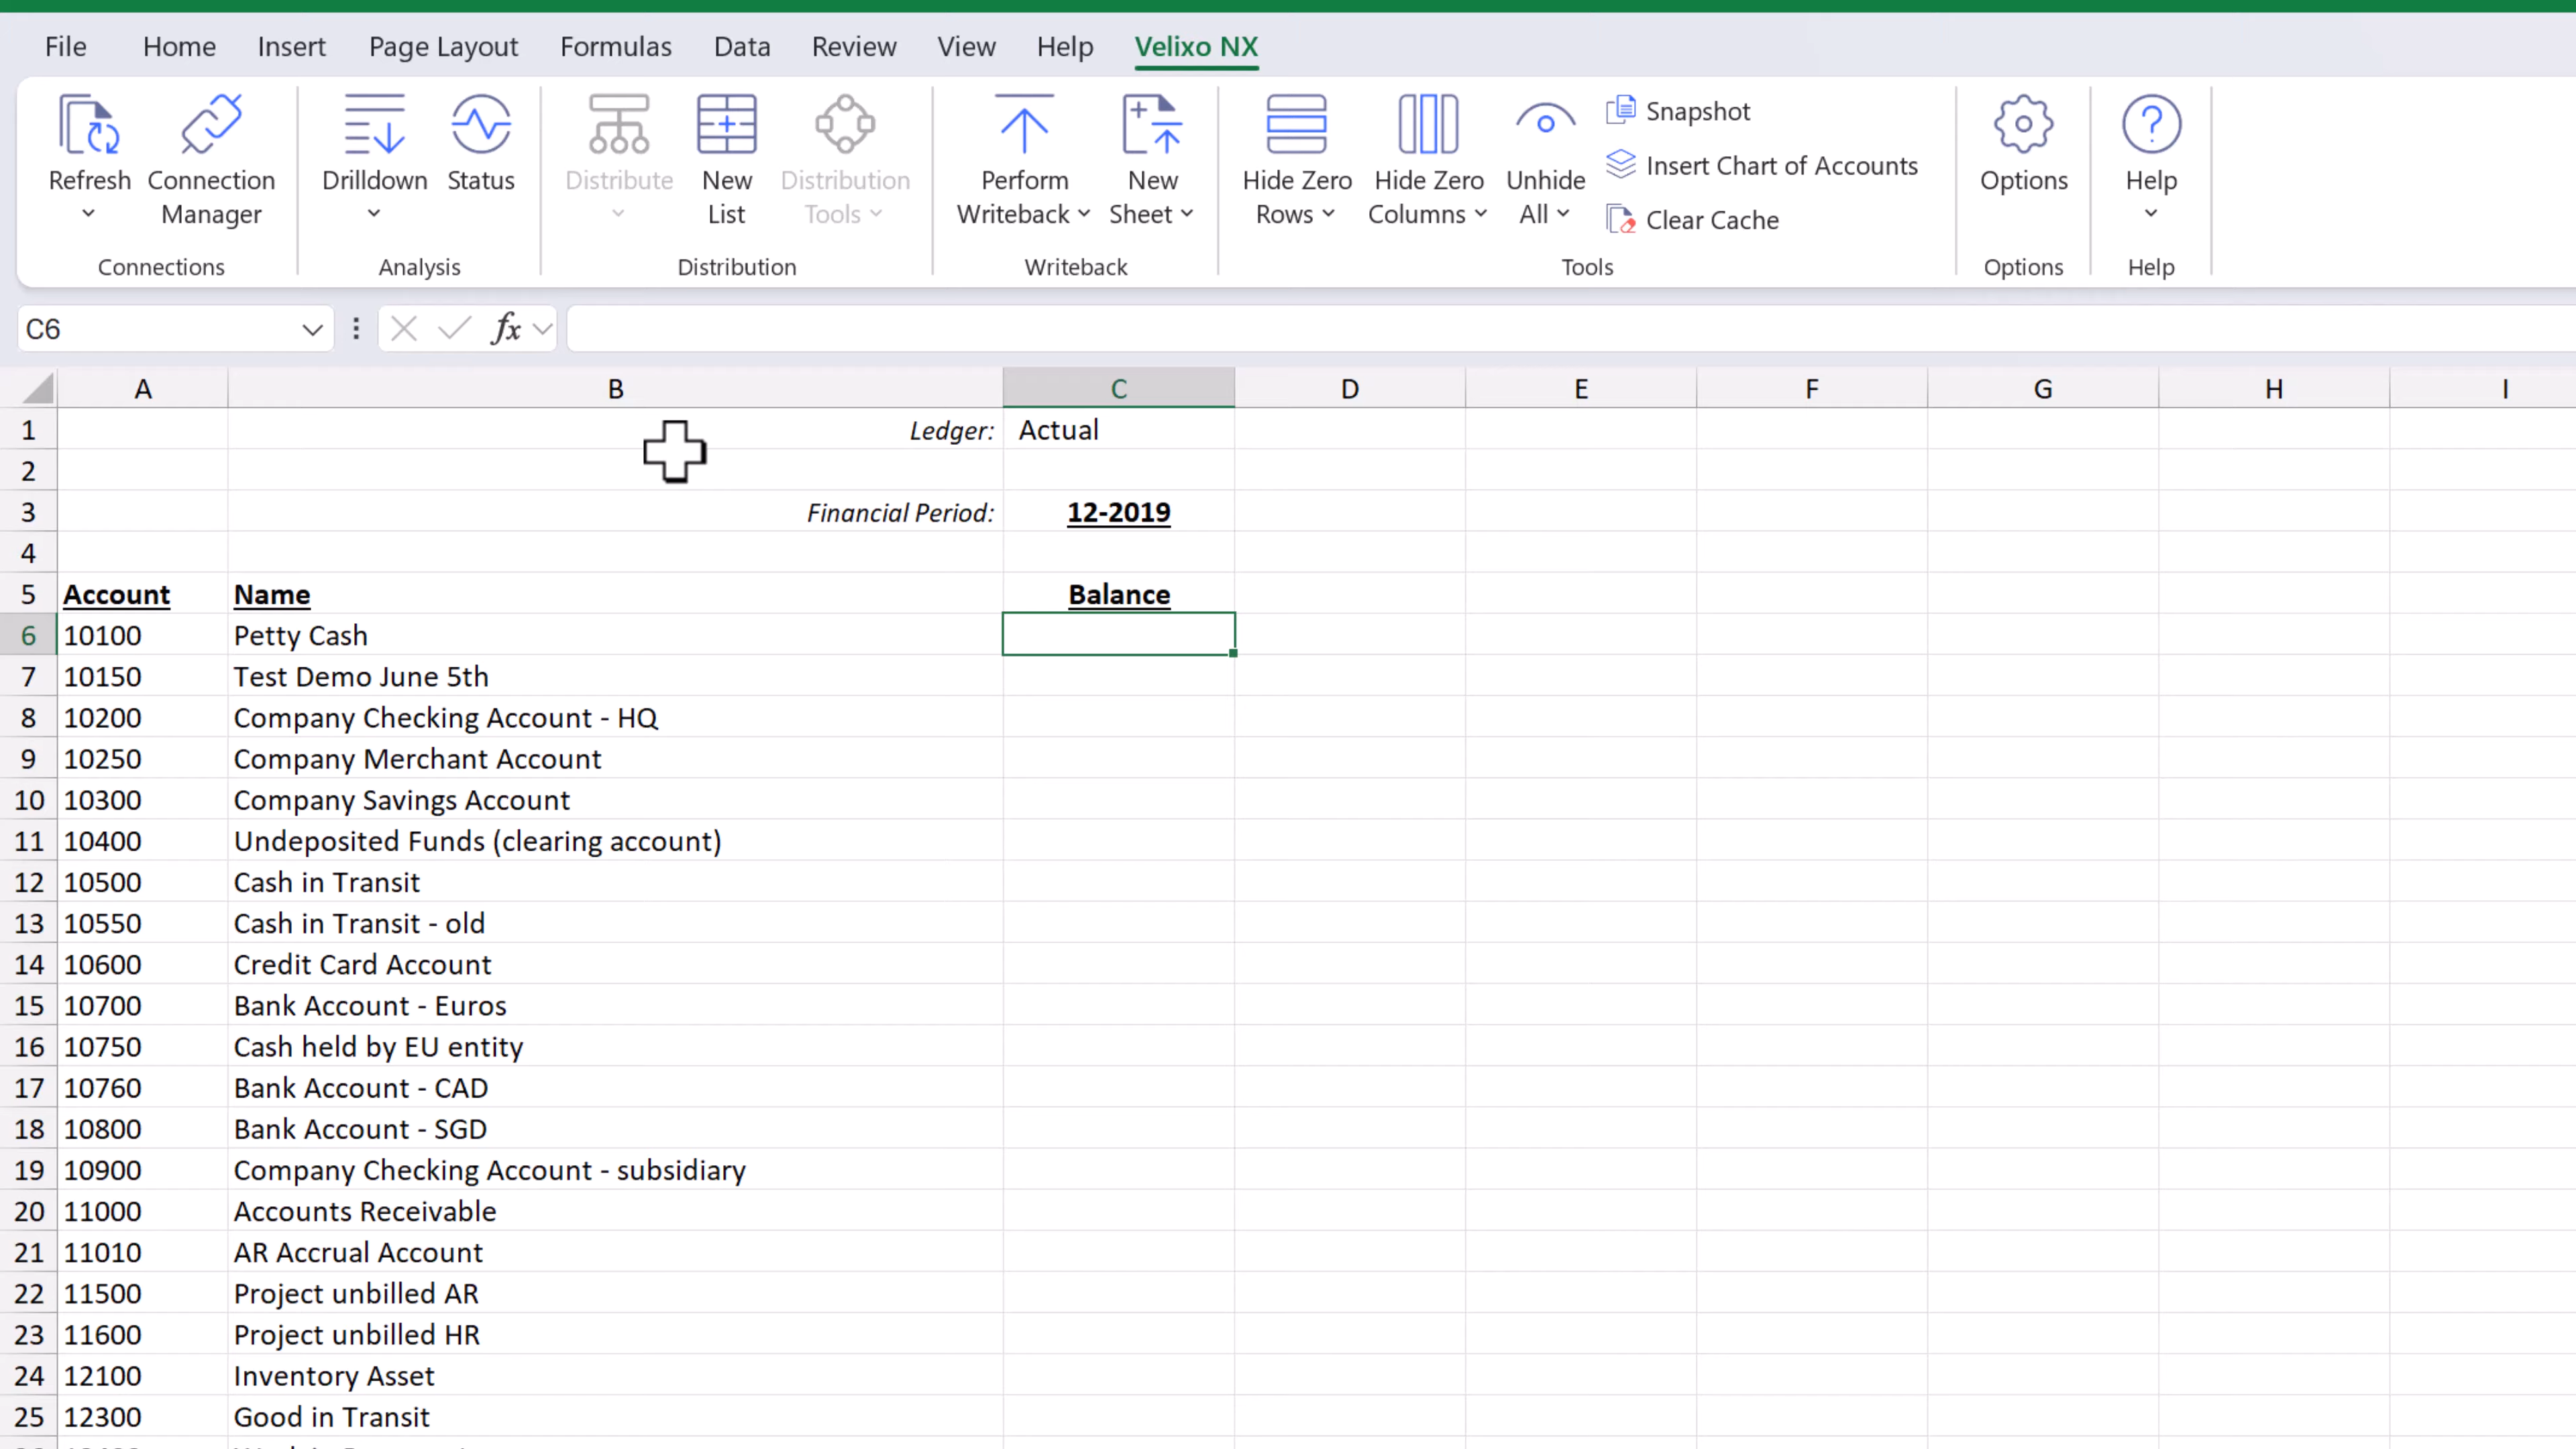 File Home Insert Page Layout Formulas Data Review View Help Velixo NX
Refresh
Connection Manager
Connections
Drilldown
Status
Analysis
Distribute
New List
Distribution Tools
Distribution
Perform Writeback
New Sheet
Writeback
Hide Zero Rows
Hide Zero Columns
Unhide All
Snapshot
Insert Chart of Accounts
Clear Cache
Tools
Options
Options
Help
Help
C6 fx
A B C D E F G H I
1 Ledger: Actual
2
3 Financial Period: 12-2019
4
5 Account Name Balance
6 10100 Petty Cash
7 10150 Test Demo June 5th
8 10200 Company Checking Account - HQ
9 10250 Company Merchant Account
10 10300 Company Savings Account
11 10400 Undeposited Funds (clearing account)
12 10500 Cash in Transit
13 10550 Cash in Transit - old
14 10600 Credit Card Account
15 10700 Bank Account - Euros
16 10750 Cash held by EU entity
17 10760 Bank Account - CAD
18 10800 Bank Account - SGD
19 10900 Company Checking Account - subsidiary
20 11000 Accounts Receivable
21 11010 AR Accrual Account
22 11500 Project unbilled AR
23 11600 Project unbilled HR
24 12100 Inventory Asset
25 12300 Good in Transit